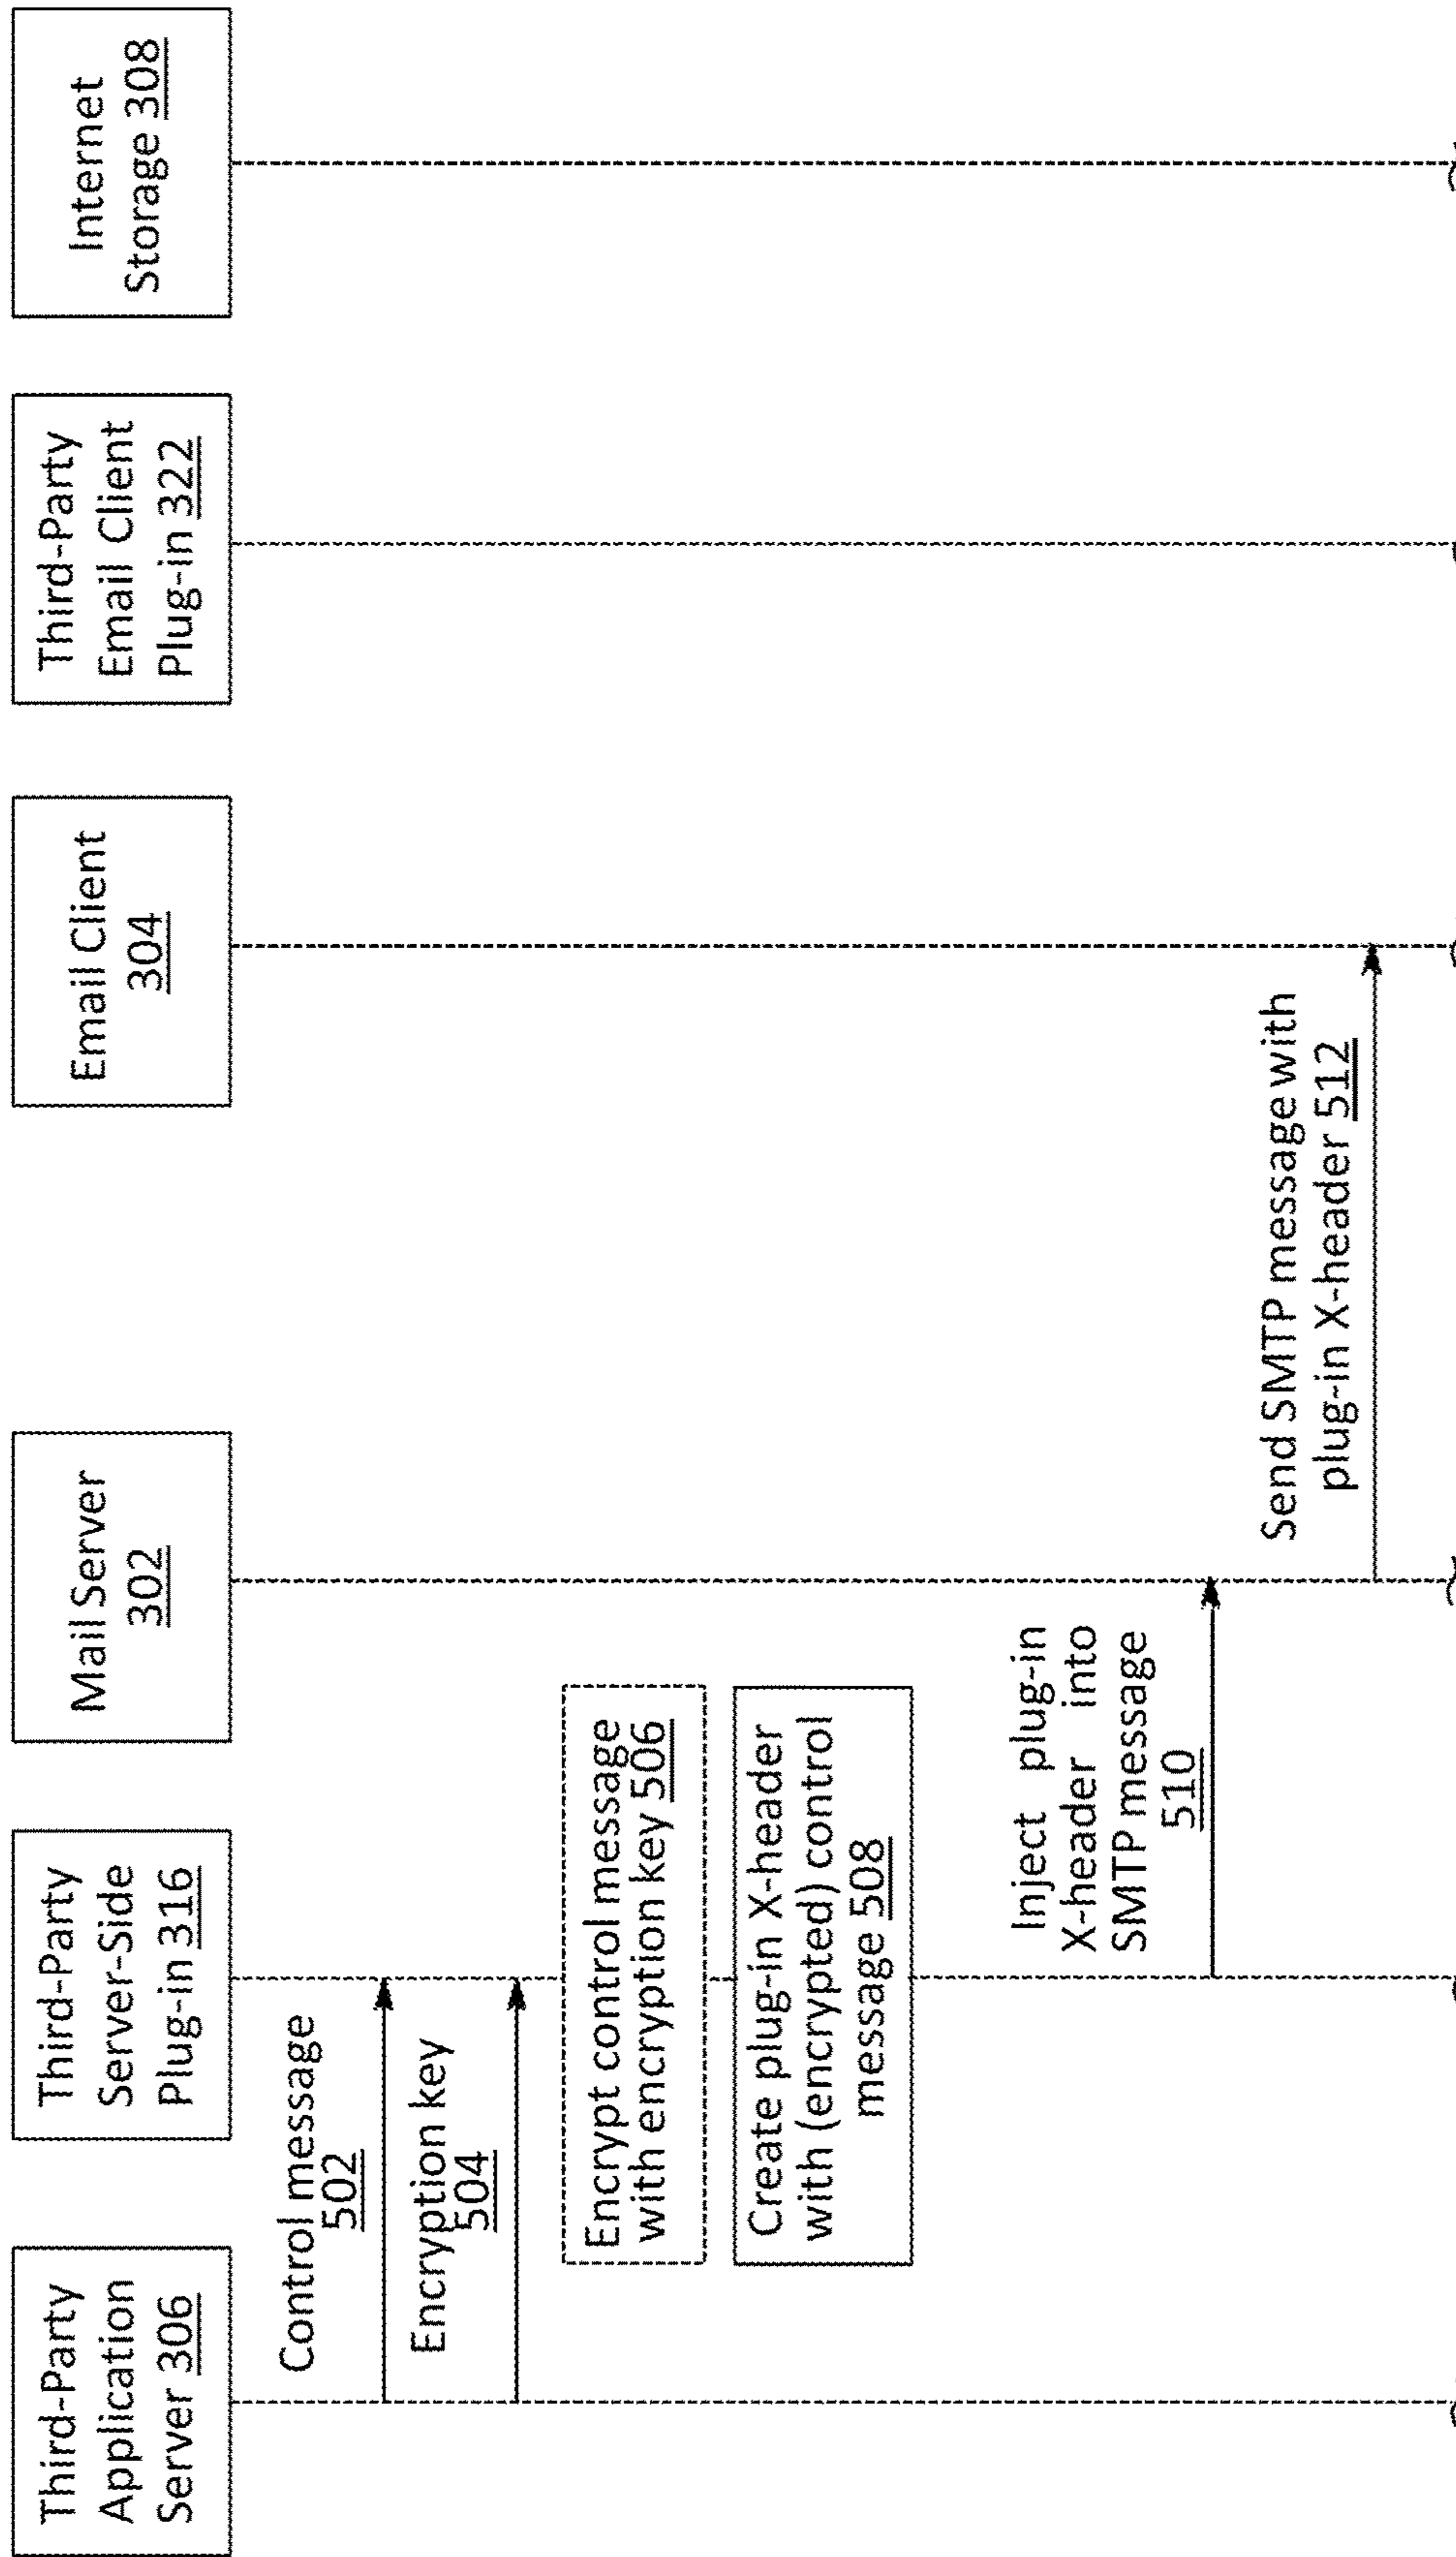 Third-Party
Application
Server 306
Third-Party
Server-Side
Plug-in 316
Mail Server
302
Email Client
304
Third-Party
Email Client
Plug-in 322
Internet
Storage 308
Control message
502
Encryption key
504
Encrypt control message
with encryption key 506
Create plug-in X-header
with (encrypted) control
message 508
Inject plug-in
X-header into
SMTP message
510
Send SMTP message with
plug-in X-header 512